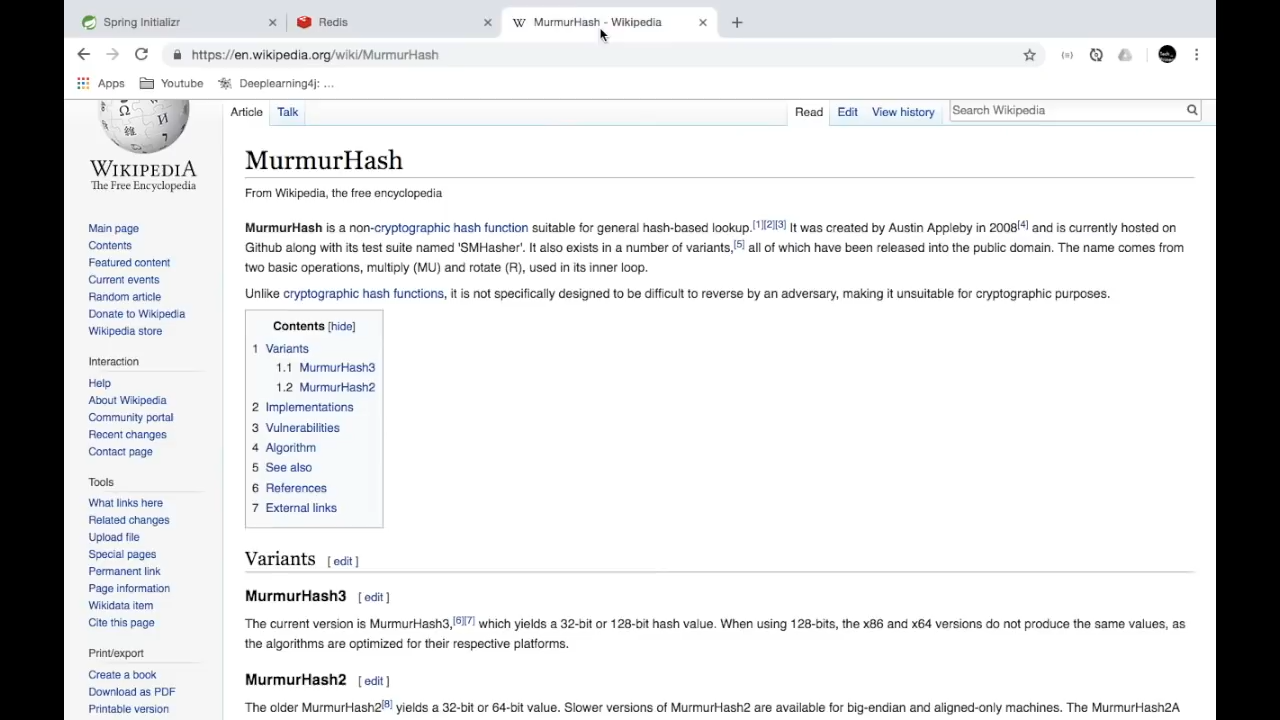 Spring Initializr
Redis
MurmurHash - Wikipedia
https://en.wikipedia.org/wiki/MurmurHash
Apps
Youtube
Deeplearning4j: ...
WIKIPEDIA
The Free Encyclopedia
Main page
Contents
Featured content
Current events
Random article
Donate to Wikipedia
Wikipedia store
Interaction
Help
About Wikipedia
Community portal
Recent changes
Contact page
Tools
What links here
Related changes
Upload file
Special pages
Permanent link
Page information
Wikidata item
Cite this page
Print/export
Create a book
Download as PDF
Printable version
Article Talk
Read Edit View history
Search Wikipedia
MurmurHash
From Wikipedia, the free encyclopedia
MurmurHash is a non-cryptographic hash function suitable for general hash-based lookup.[1][2][3] It was created by Austin Appleby in 2008[4] and is currently hosted on
Github along with its test suite named 'SMHasher'. It also exists in a number of variants,[5] all of which have been released into the public domain. The name comes from
two basic operations, multiply (MU) and rotate (R), used in its inner loop.
Unlike cryptographic hash functions, it is not specifically designed to be difficult to reverse by an adversary, making it unsuitable for cryptographic purposes.
Contents [hide]
1 Variants
1.1 MurmurHash3
1.2 MurmurHash2
2 Implementations
3 Vulnerabilities
4 Algorithm
5 See also
6 References
7 External links
Variants [ edit ]
MurmurHash3 [ edit ]
The current version is MurmurHash3,[6][7] which yields a 32-bit or 128-bit hash value. When using 128-bits, the x86 and x64 versions do not produce the same values, as
the algorithms are optimized for their respective platforms.
MurmurHash2 [ edit ]
The older MurmurHash2[8] yields a 32-bit or 64-bit value. Slower versions of MurmurHash2 are available for big-endian and aligned-only machines. The MurmurHash2A